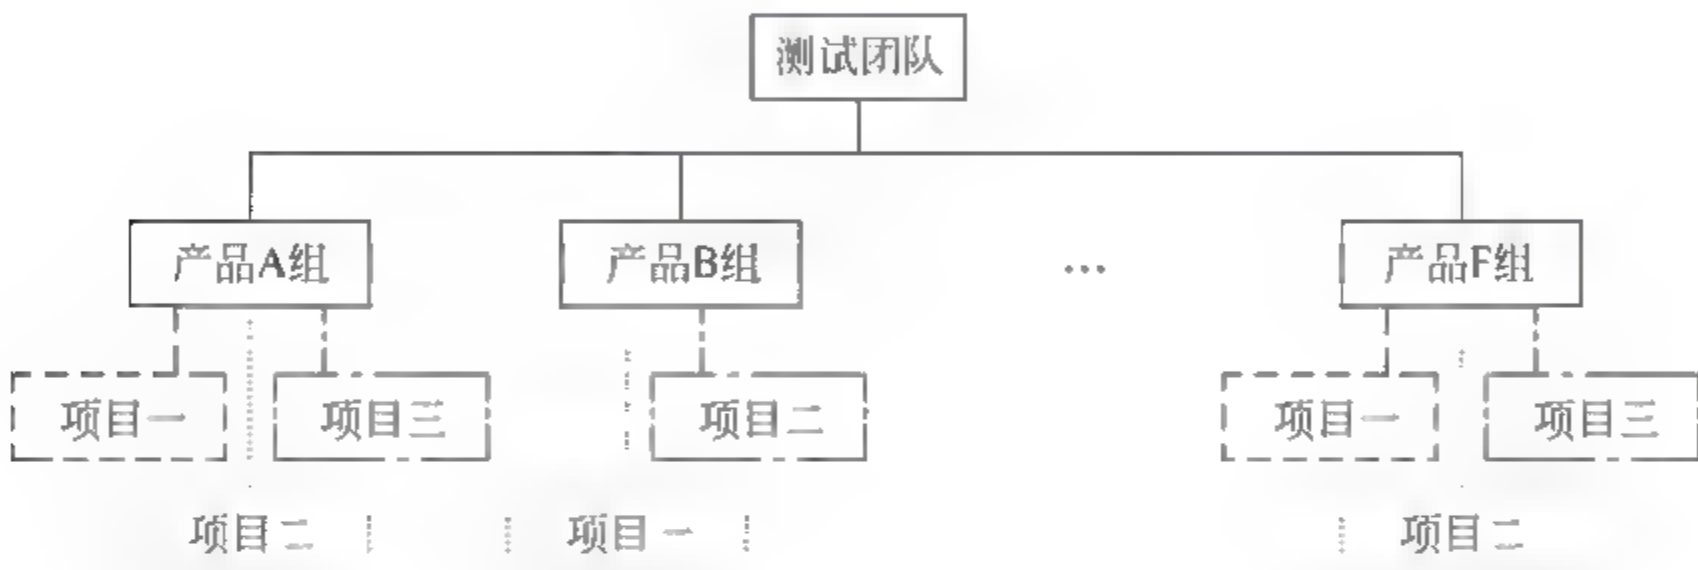 测试团队
产品A组
产品B组
...
产品F组
项目一
项目三
项目二
项目一
项目三
项目二
项目一
项目二